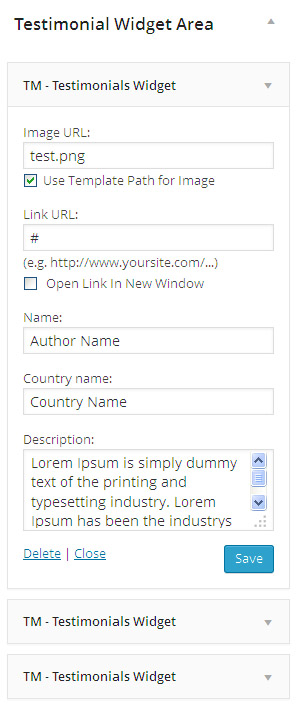 Testimonial Widget Area
TM - Testimonials Widget
Image URL:
test.png
Use Template Path for Image
Link URL:
#
(e.g. http://www.yoursite.com/...)
Open Link In New Window
Name:
Author Name
Country name:
Country Name
Description:
Lorem Ipsum is simply dummy
text of the printing and
typesetting industry. Lorem
Ipsum has been the industrys
Delete | Close
Save
TM - Testimonials Widget
TM - Testimonials Widget